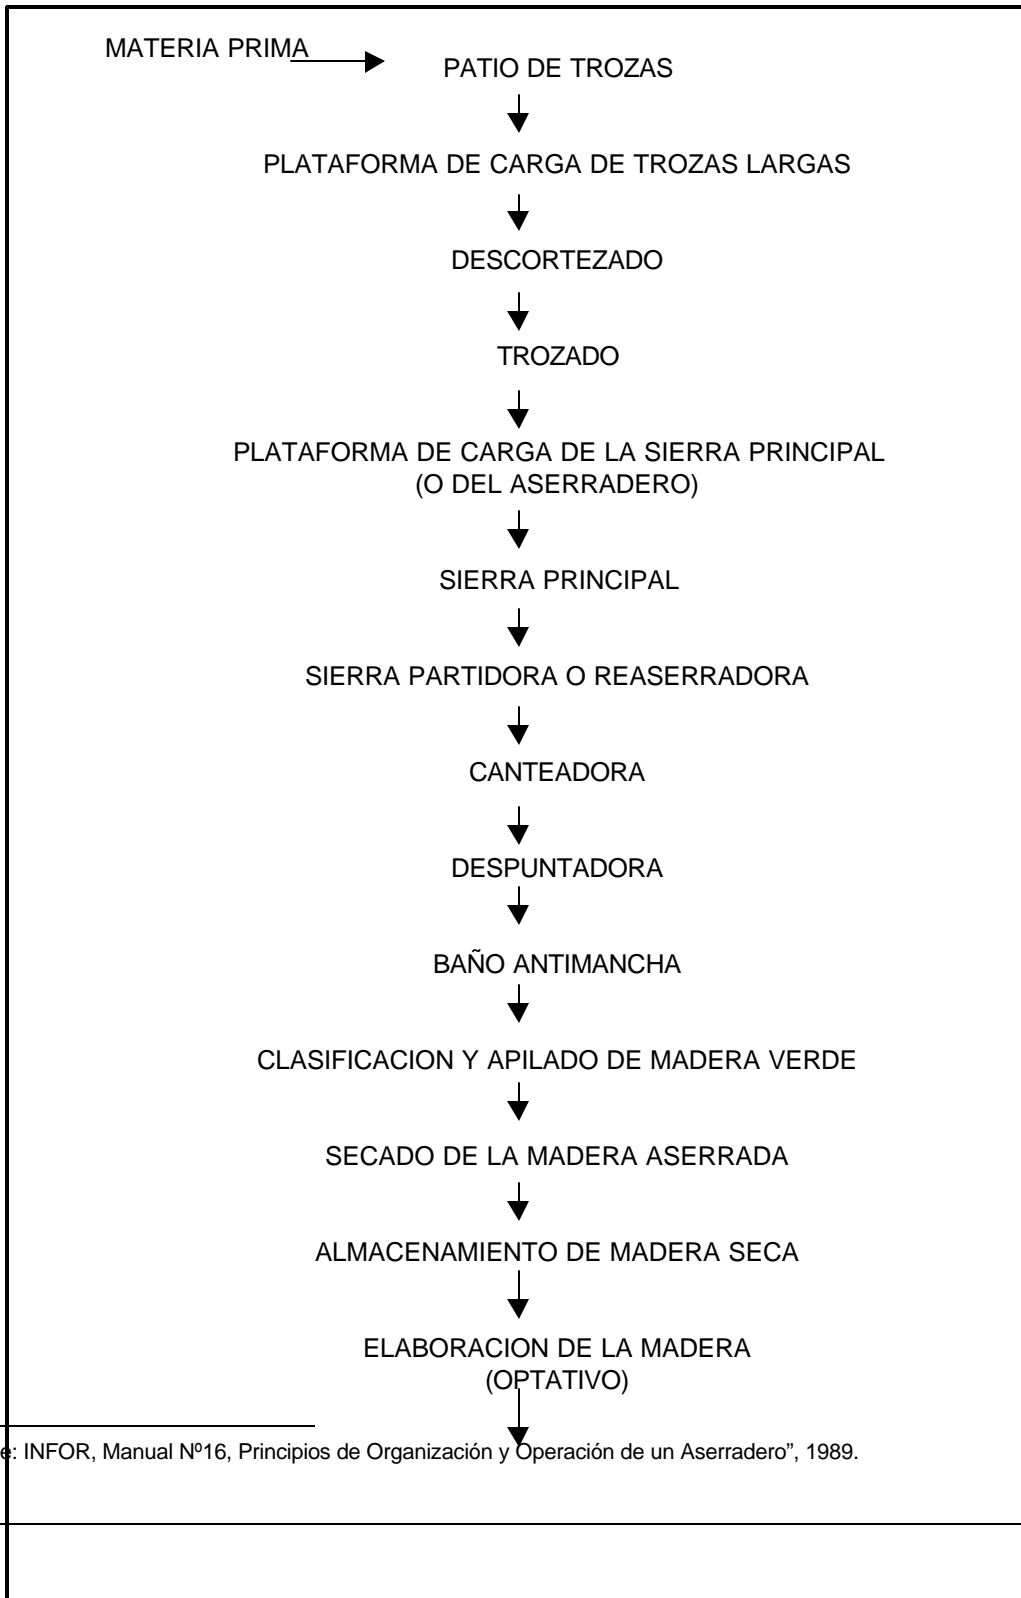 MATERIA PRIMA
PATIO DE TROZAS
PLATAFORMA DE CARGA DE TROZAS LARGAS
DESCORTEZADO
TROZADO
PLATAFORMA DE CARGA DE LA SIERRA PRINCIPAL
(O DEL ASERRADERO)
SIERRA PRINCIPAL
SIERRA PARTIDORA O REASERRADORA
CANTEADORA
DESPUNTADORA
BAÑO ANTIMANCHA
CLASIFICACION Y APILADO DE MADERA VERDE
SECADO DE LA MADERA ASERRADA
ALMACENAMIENTO DE MADERA SECA
ELABORACION DE LA MADERA
(OPTATIVO)
e: INFOR, Manual Nº16, Principios de Organización y Operación de un Aserradero”, 1989.